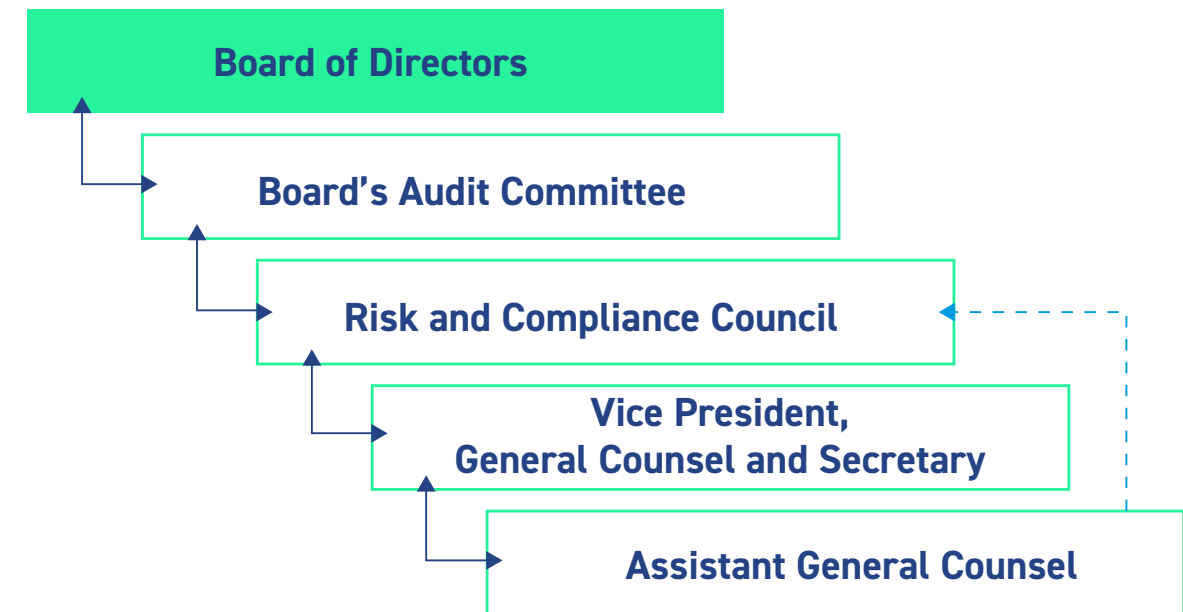 Board of Directors
Board’s Audit Committee
Risk and Compliance Council
Vice President,
General Counsel and Secretary
Assistant General Counsel